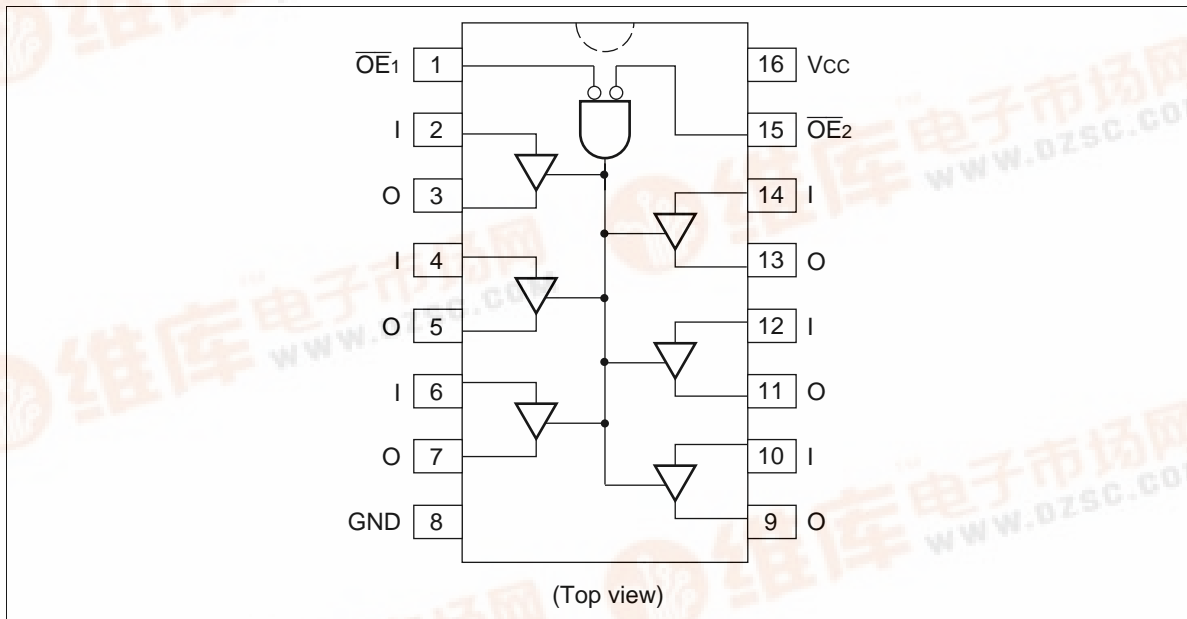 OE1 1
16 VCC
I 2
15 OE2
O 3
14 I
I 4
13 O
O 5
12 I
I 6
11 O
O 7
10 I
GND 8
9 O
(Top view)
维库电子市场网
WWW.DZSC.COM